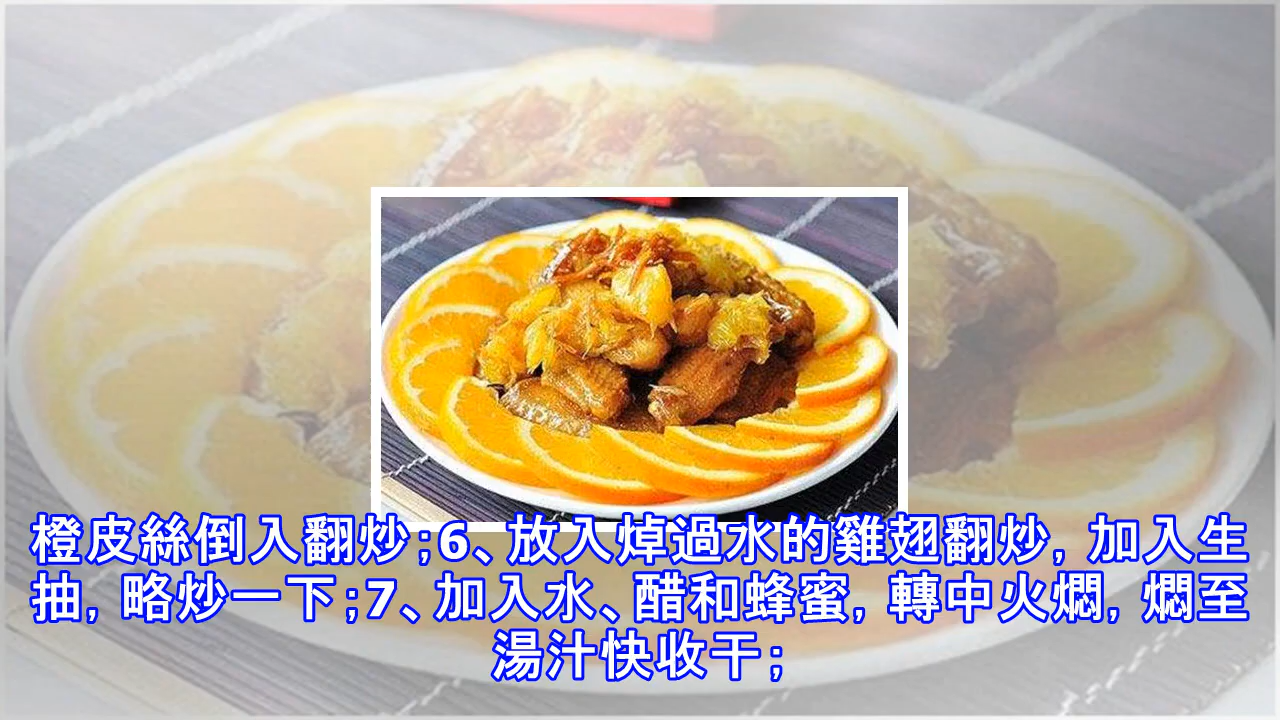 橙皮絲倒入翻炒;6、放入焯過水的雞翅翻炒, 加入生
抽, 略炒一下;7、加入水、醋和蜂蜜, 轉中火燜, 燜至
湯汁快收干;